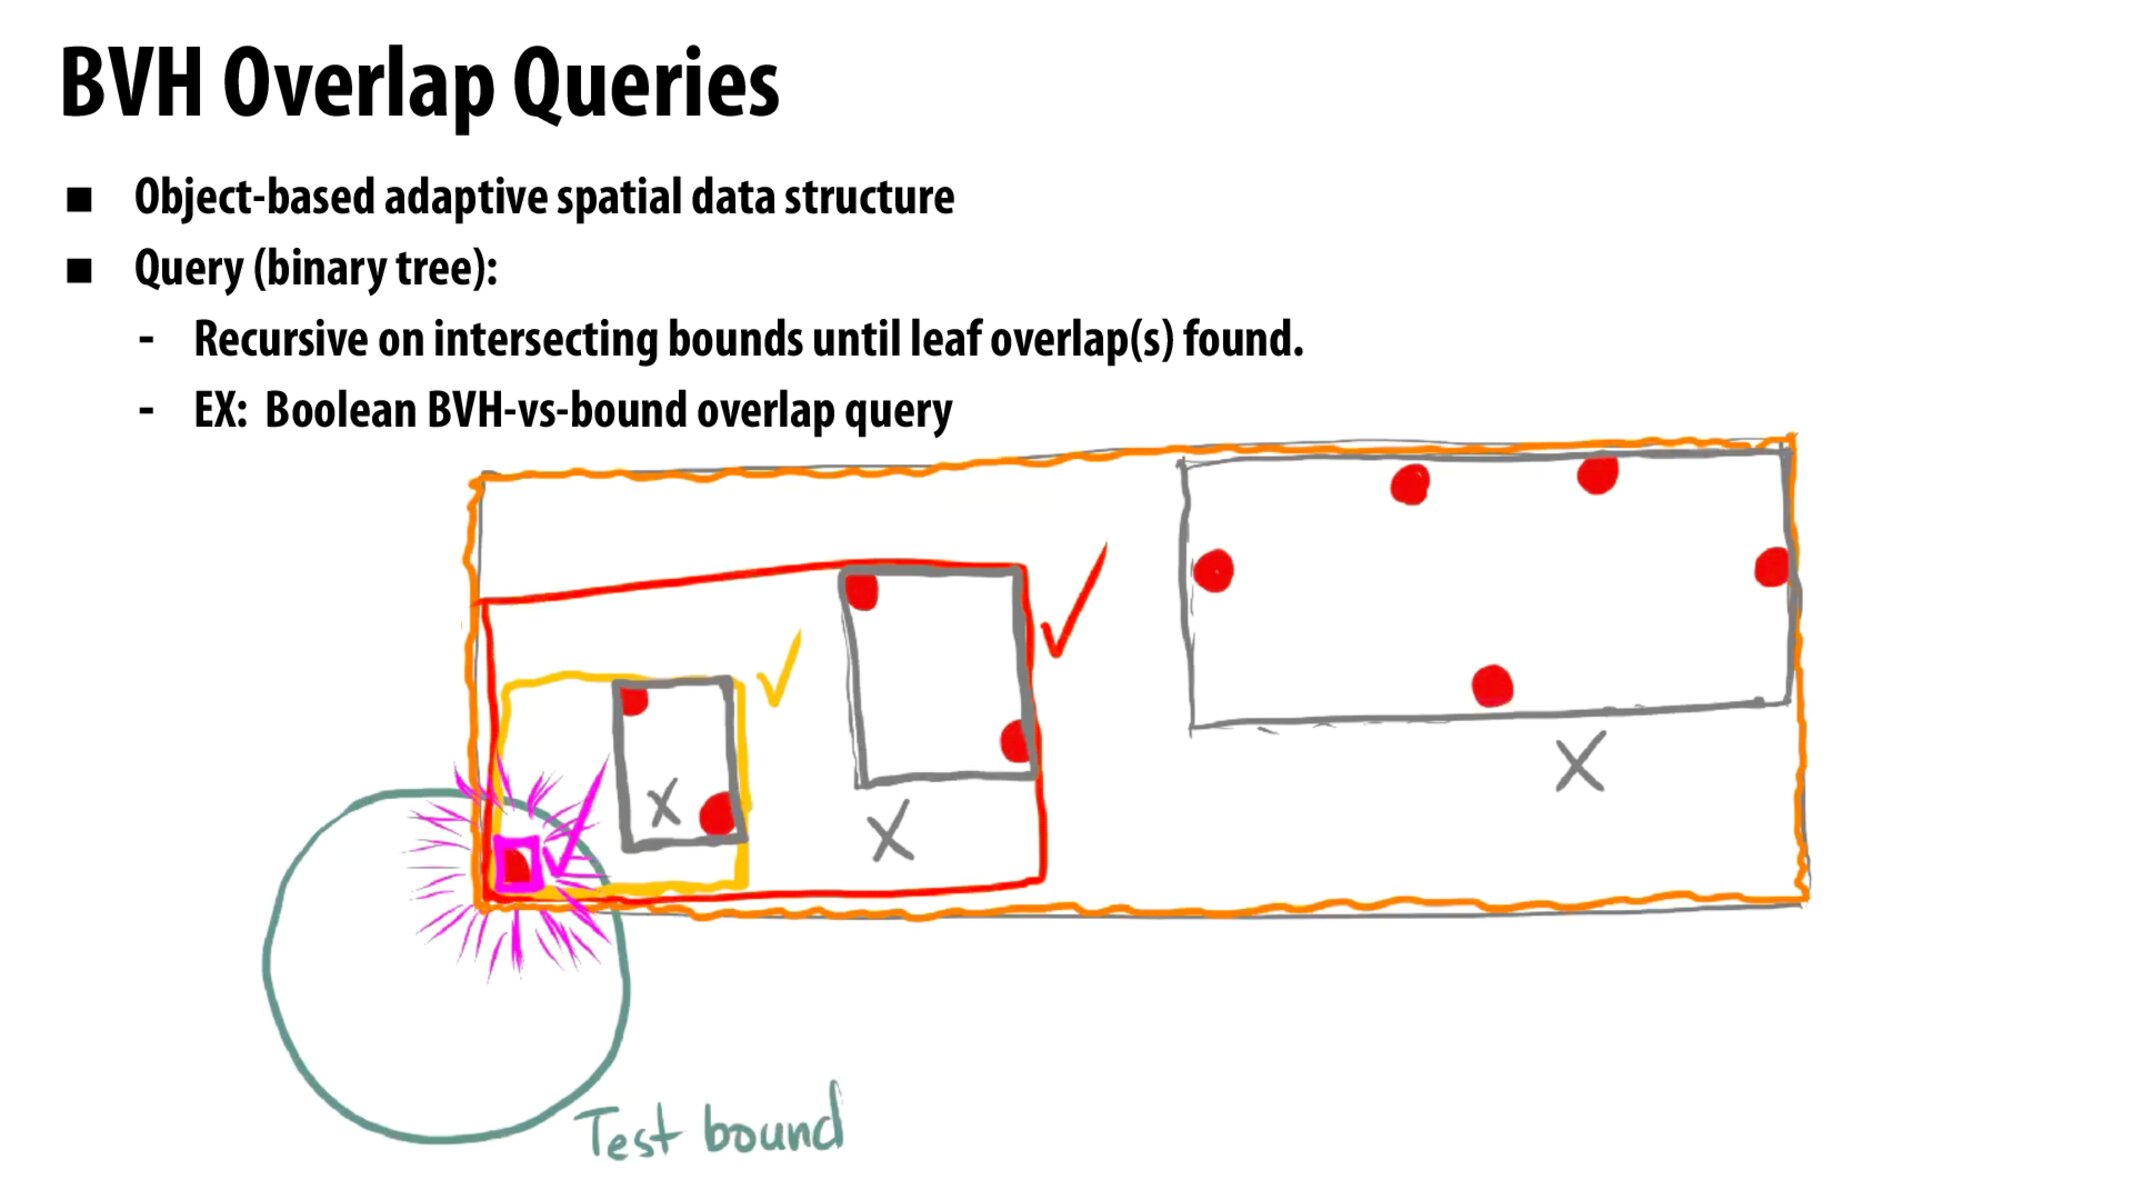 BVH Overlap Queries
■ Object-based adaptive spatial data structure
■ Query (binary tree):
- Recursive on intersecting bounds until leaf overlap(s) found.
- EX: Boolean BVH-vs-bound overlap query
✓
✓
X
X
X
✓
Test bound